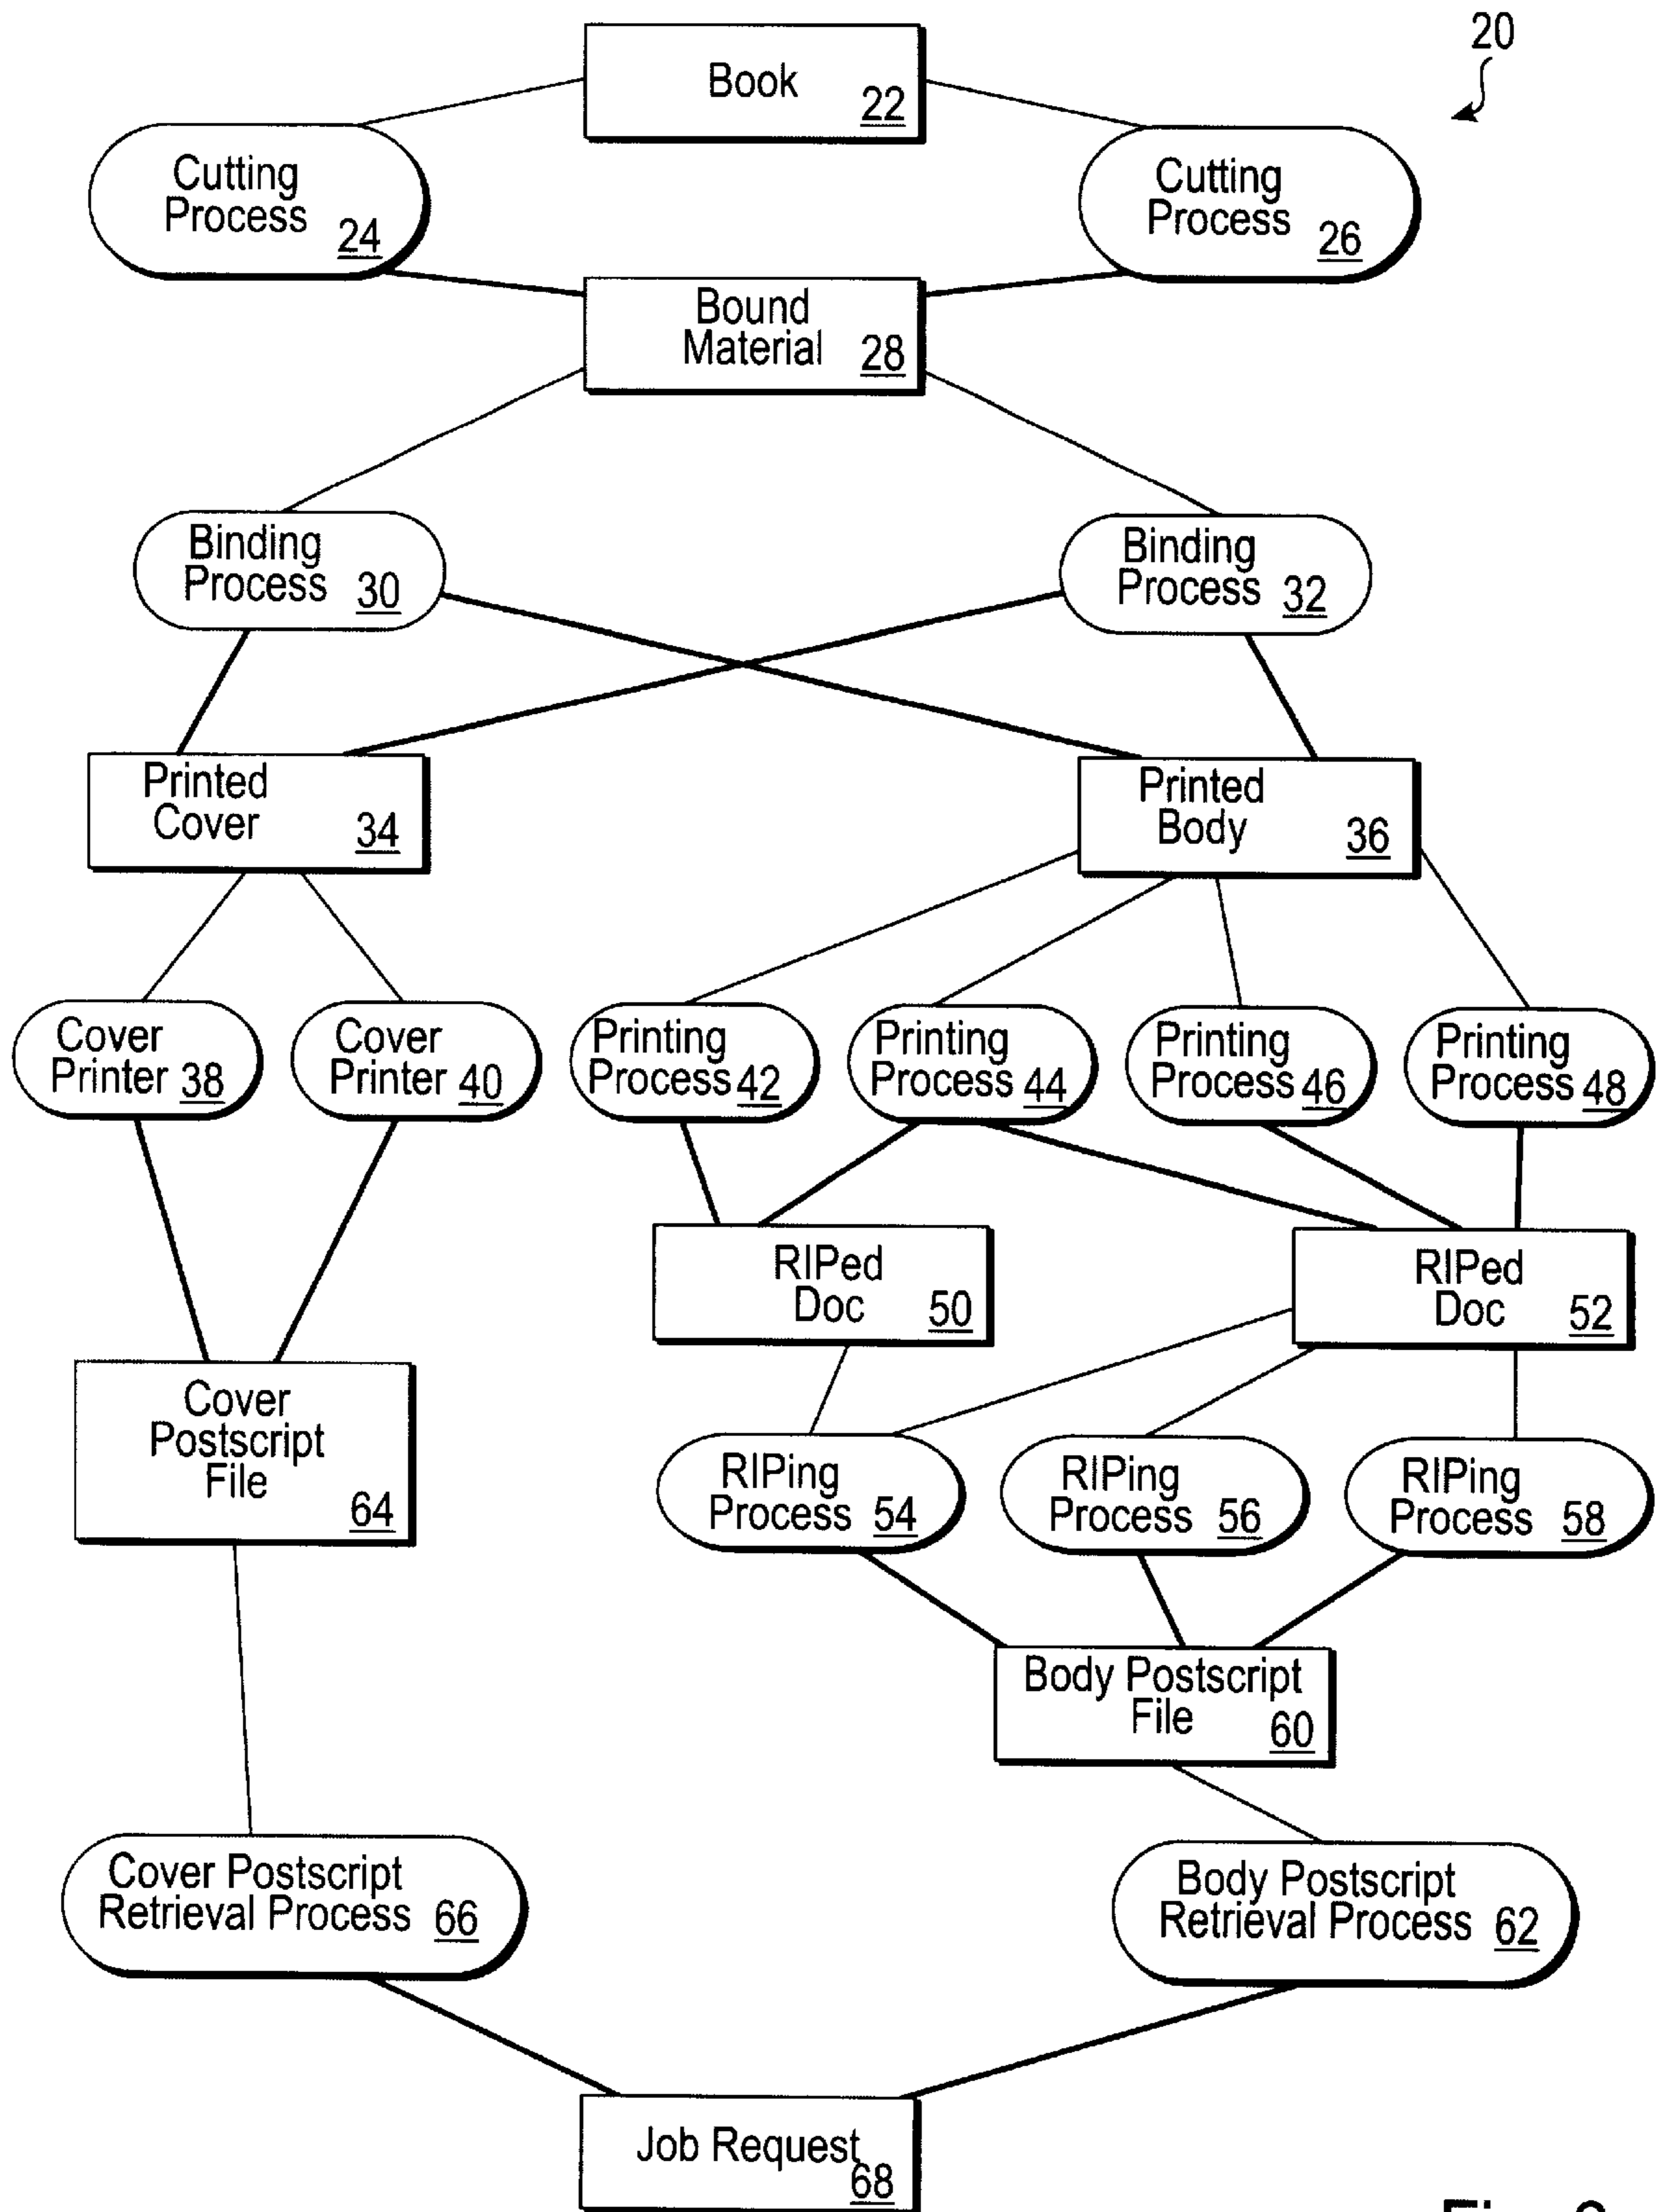 20
Book 22
Cutting
Process 24
Cutting
Process 26
Bound
Material 28
Binding
Process 30
Binding
Process 32
Printed
Cover 34
Printed
Body 36
Cover
Printer 38
Cover
Printer 40
Printing
Process 42
Printing
Process 44
Printing
Process 46
Printing
Process 48
RIPed
Doc 50
RIPed
Doc 52
Cover
Postscript
File
64
RIPing
Process 54
RIPing
Process 56
RIPing
Process 58
Body Postscript
File 60
Cover Postscript
Retrieval Process 66
Body Postscript
Retrieval Process 62
Job Request
68